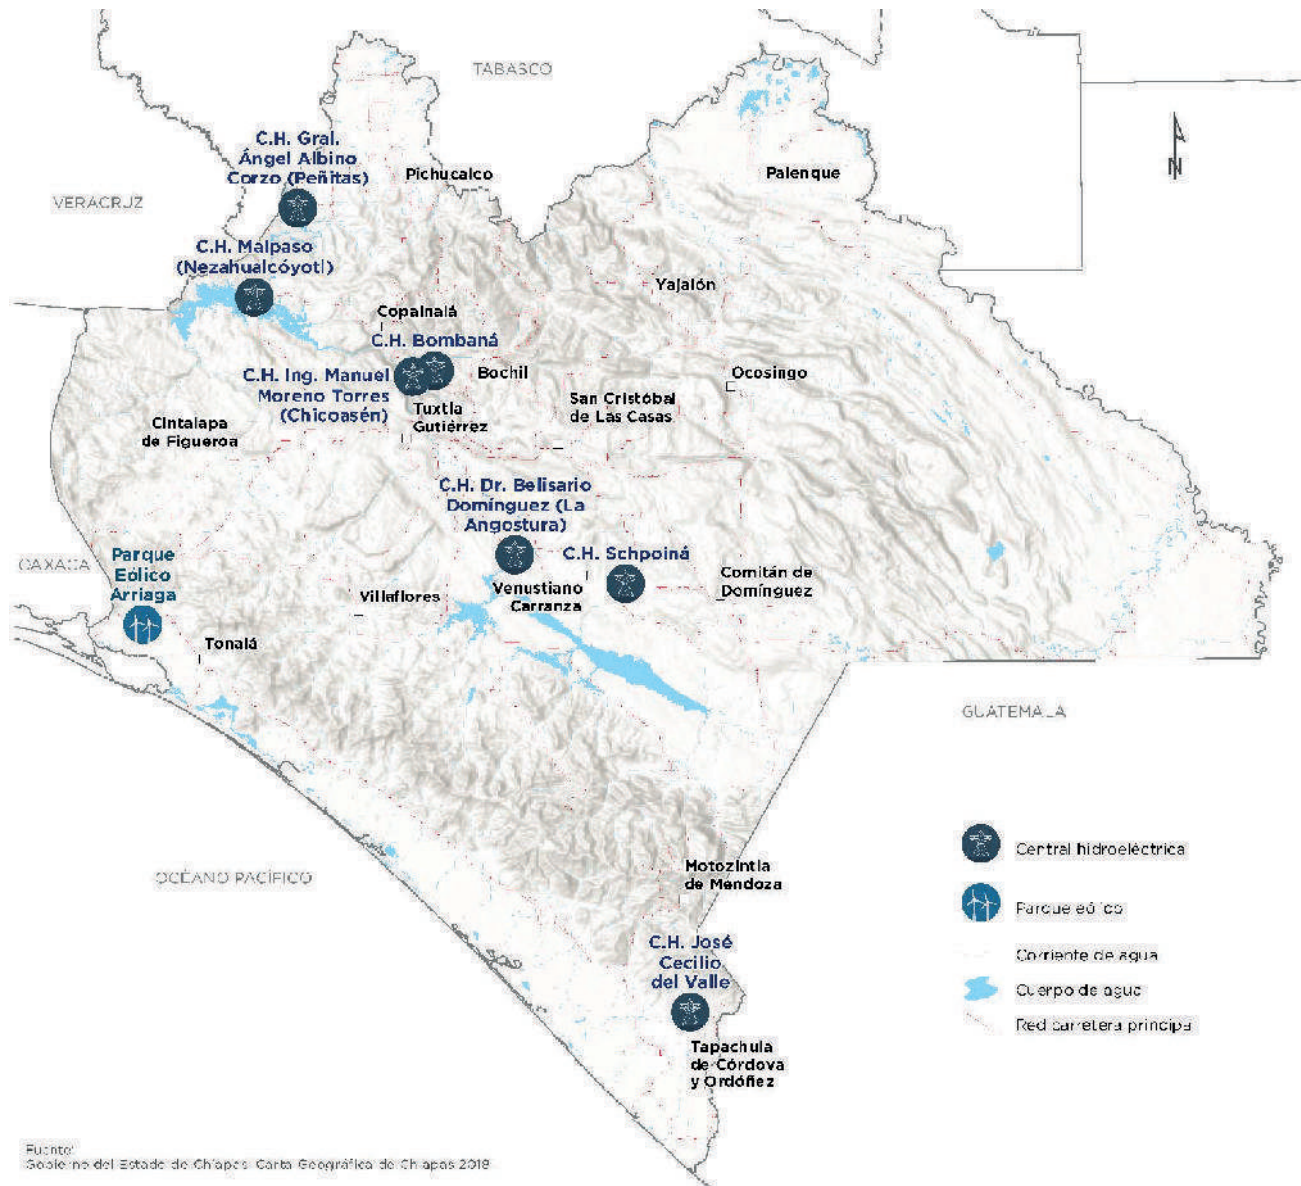 TABASCO
C.H. Gral.
Ángel Albino
Corzo (Peñitas)
Pichucalco
Palenque
N
VERACRUZ
C.H. Malpaso
(Nezahualcóyotl)
Yajalón
Copainalá
C.H. Bombaná
C.H. Ing. Manuel
Moreno Torres
(Chicoasén)
Bochil
Ocosingo
San Cristóbal
de Las Casas
Tuxtla
Gutiérrez
Cintalapa
de Figueroa
C.H. Dr. Belisario
Domínguez (La
Angostura)
C.H. Schpoiná
OAXACA
Parque
Eólico
Arriaga
Venustiano
Carranza
Comitán de
Domínguez
Villaflores
Tonalá
GUATEMALA
Central hidroeléctrica
Motozintla
de Mendoza
OCÉANO PACÍFICO
Parque eólico
C.H. José
Cecilio
del Valle
Corriente de agua
Cuerpo de agua
Red carretera principa
Tapachula
de Córdova
y Ordóñez
Fuente:
Gobierno del Estado de Chiapas. Carta Geográfica de Chiapas 2018